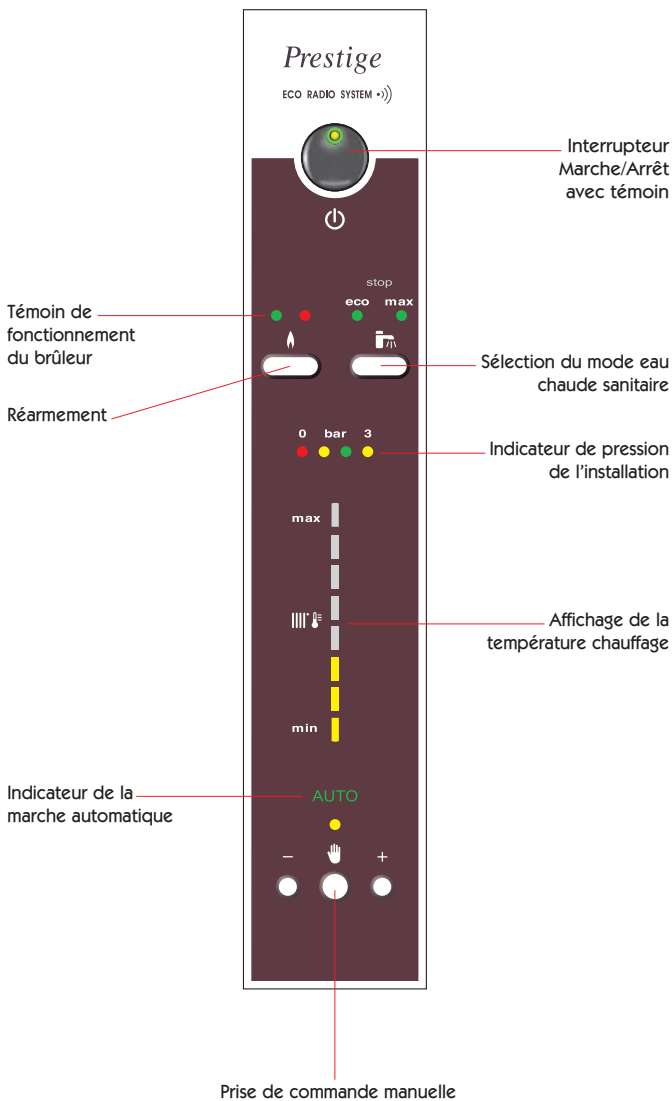 Prestige
ECO RADIO SYSTEM
Interrupteur
Marche/Arrêt
avec témoin
stop
eco max
Témoin de
fonctionnement
du brûleur
Sélection du mode eau
chaude sanitaire
Réarmement
0 bar 3
Indicateur de pression
de l'installation
max
Affichage de la
température chauffage
min
Indicateur de la
marche automatique
AUTO
– +
Prise de commande manuelle